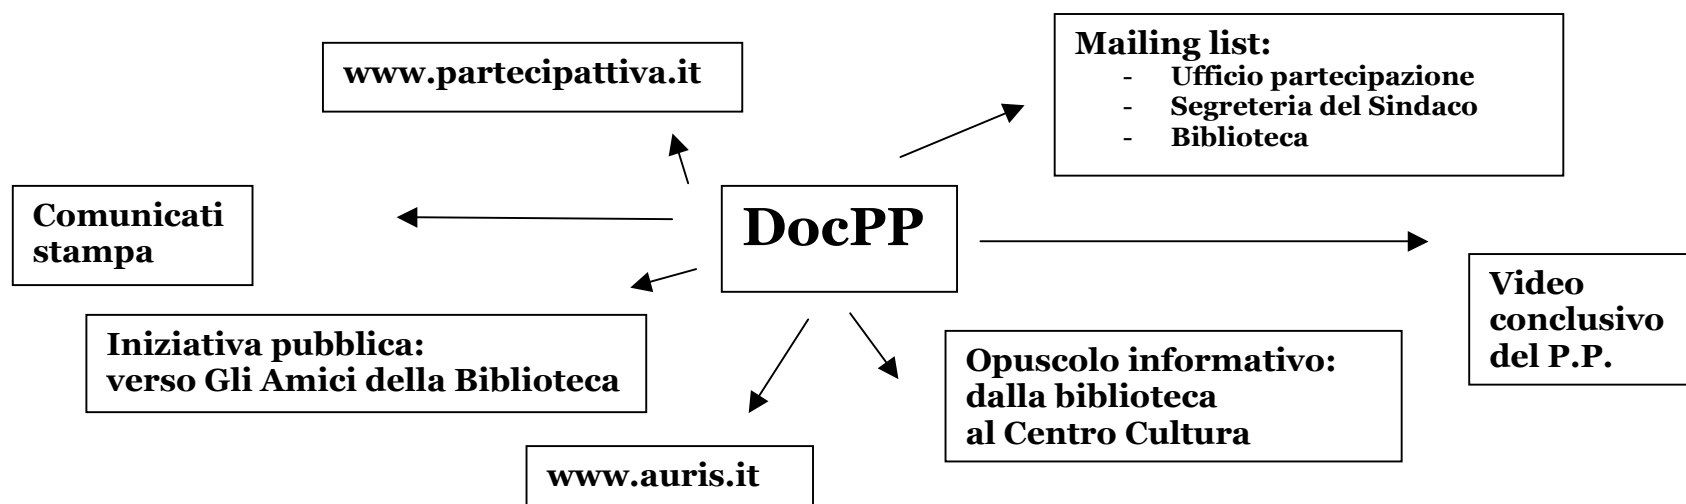 www.partecipattiva.it
Mailing list:
- Ufficio partecipazione
- Segreteria del Sindaco
- Biblioteca
Comunicati
stampa
DocPP
Video
conclusivo
del P.P.
Iniziativa pubblica:
verso Gli Amici della Biblioteca
Opuscolo informativo:
dalla biblioteca
al Centro Cultura
www.auris.it